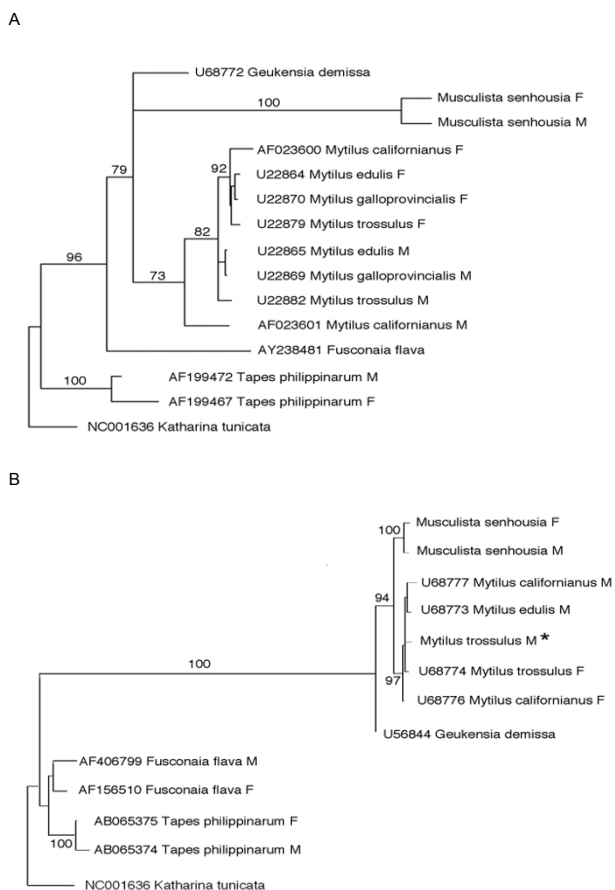 A
U68772 Geukensia demissa
100
Musculista senhousia F
Musculista senhousia M
79
92
AF023600 Mytilus californianus F
U22864 Mytilus edulis F
U22870 Mytilus galloprovincialis F
U22879 Mytilus trossulus F
82
U22865 Mytilus edulis M
96
73
U22869 Mytilus galloprovincialis M
U22882 Mytilus trossulus M
AF023601 Mytilus californianus M
AY238481 Fusconaia flava
100
AF199472 Tapes philippinarum M
AF199467 Tapes philippinarum F
NC001636 Katharina tunicata
B
Musculista senhousia F
100
Musculista senhousia M
U68777 Mytilus californianus M
94
U68773 Mytilus edulis M
Mytilus trossulus M *
100
U68774 Mytilus trossulus F
97
U68776 Mytilus californianus F
U56844 Geukensia demissa
AF406799 Fusconaia flava M
AF156510 Fusconaia flava F
AB065375 Tapes philippinarum F
100
AB065374 Tapes philippinarum M
NC001636 Katharina tunicata